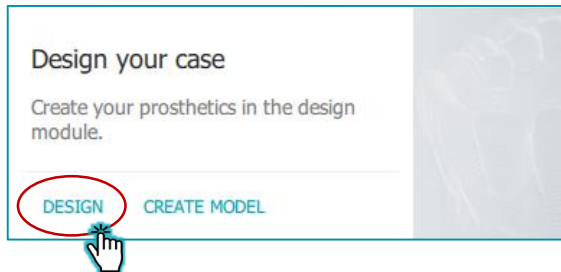 Design your case
Create your prosthetics in the design
module.
DESIGN CREATE MODEL